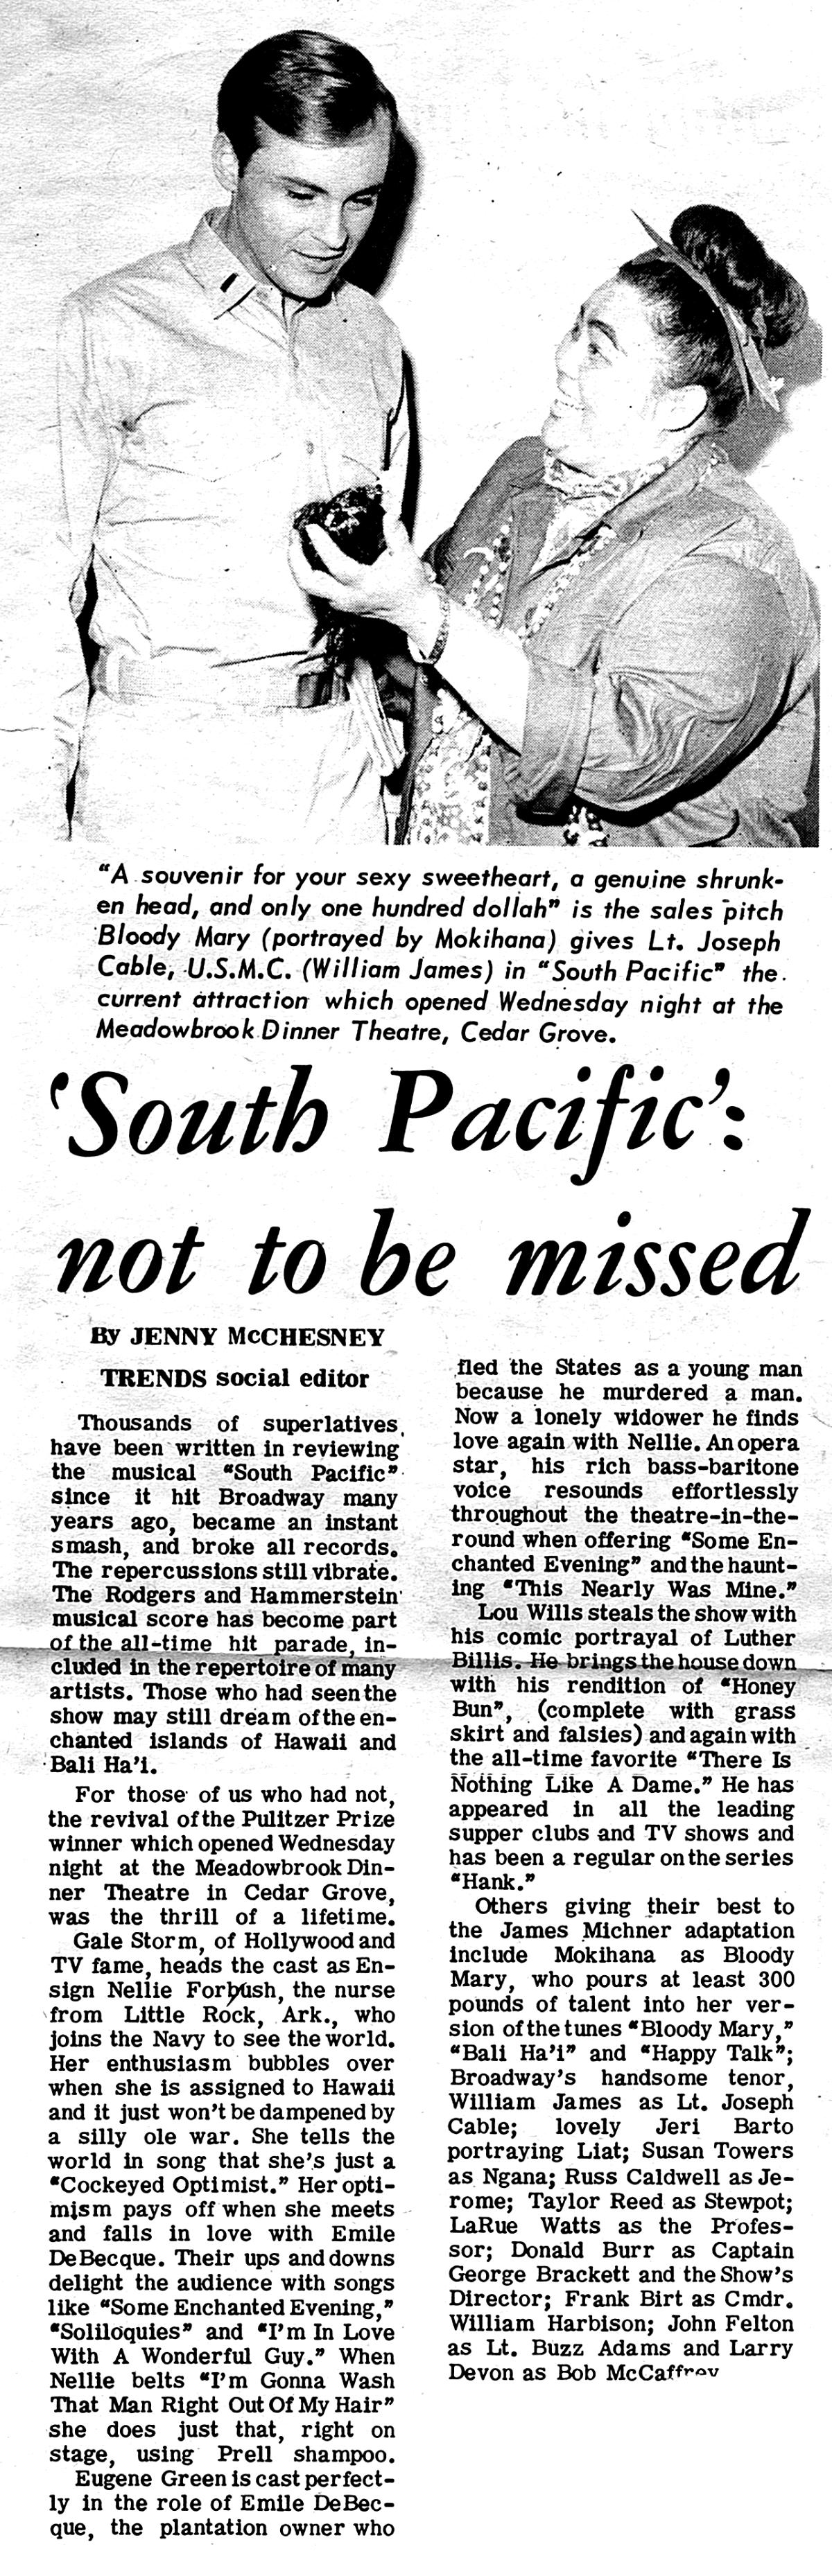 “A souvenir for your sexy sweetheart, a genuine shrunk-
en head, and only one hundred dollah” is the sales pitch
Bloody Mary (portrayed by Mokihana) gives Lt. Joseph
Cable, U.S.M.C. (William James) in “South Pacific” the
current attraction which opened Wednesday night at the
Meadowbrook Dinner Theatre, Cedar Grove.
‘South Pacific’:
not to be missed
By JENNY McCHESNEY
TRENDS social editor
Thousands of superlatives
have been written in reviewing
the musical “South Pacific”
since it hit Broadway many
years ago, became an instant
smash, and broke all records.
The repercussions still vibrate.
The Rodgers and Hammerstein
musical score has become part
of the all-time hit parade, in-
cluded in the repertoire of many
artists. Those who had seen the
show may still dream of the en-
chanted islands of Hawaii and
Bali Ha’i.
For those of us who had not,
the revival of the Pulitzer Prize
winner which opened Wednesday
night at the Meadowbrook Din-
ner Theatre in Cedar Grove,
was the thrill of a lifetime.
Gale Storm, of Hollywood and
TV fame, heads the cast as En-
sign Nellie Forbush, the nurse
from Little Rock, Ark., who
joins the Navy to see the world.
Her enthusiasm bubbles over
when she is assigned to Hawaii
and it just won’t be dampened by
a silly ole war. She tells the
world in song that she’s just a
“Cockeyed Optimist.” Her opti-
mism pays off when she meets
and falls in love with Emile
DeBecque. Their ups and downs
delight the audience with songs
like “Some Enchanted Evening,”
“Soliloquies” and “I’m In Love
With A Wonderful Guy.” When
Nellie belts “I’m Gonna Wash
That Man Right Out Of My Hair”
she does just that, right on
stage, using Prell shampoo.
Eugene Green is cast perfect-
ly in the role of Emile DeBec-
que, the plantation owner who
fled the States as a young man
because he murdered a man.
Now a lonely widower he finds
love again with Nellie. An opera
star, his rich bass-baritone
voice resounds effortlessly
throughout the theatre-in-the-
round when offering “Some En-
chanted Evening” and the haunt-
ing “This Nearly Was Mine.”
Lou Wills steals the show with
his comic portrayal of Luther
Billis. He brings the house down
with his rendition of “Honey
Bun”, (complete with grass
skirt and falsies) and again with
the all-time favorite “There Is
Nothing Like A Dame.” He has
appeared in all the leading
supper clubs and TV shows and
has been a regular on the series
“Hank.”
Others giving their best to
the James Michner adaptation
include Mokihana as Bloody
Mary, who pours at least 300
pounds of talent into her ver-
sion of the tunes “Bloody Mary,”
“Bali Ha’i” and “Happy Talk”;
Broadway’s handsome tenor,
William James as Lt. Joseph
Cable; lovely Jeri Barto
portraying Liat; Susan Towers
as Ngana; Russ Caldwell as Je-
rome; Taylor Reed as Stewpot;
LaRue Watts as the Profes-
sor; Donald Burr as Captain
George Brackett and the Show’s
Director; Frank Birt as Cmdr.
William Harbison; John Felton
as Lt. Buzz Adams and Larry
Devon as Bob McCaffrey